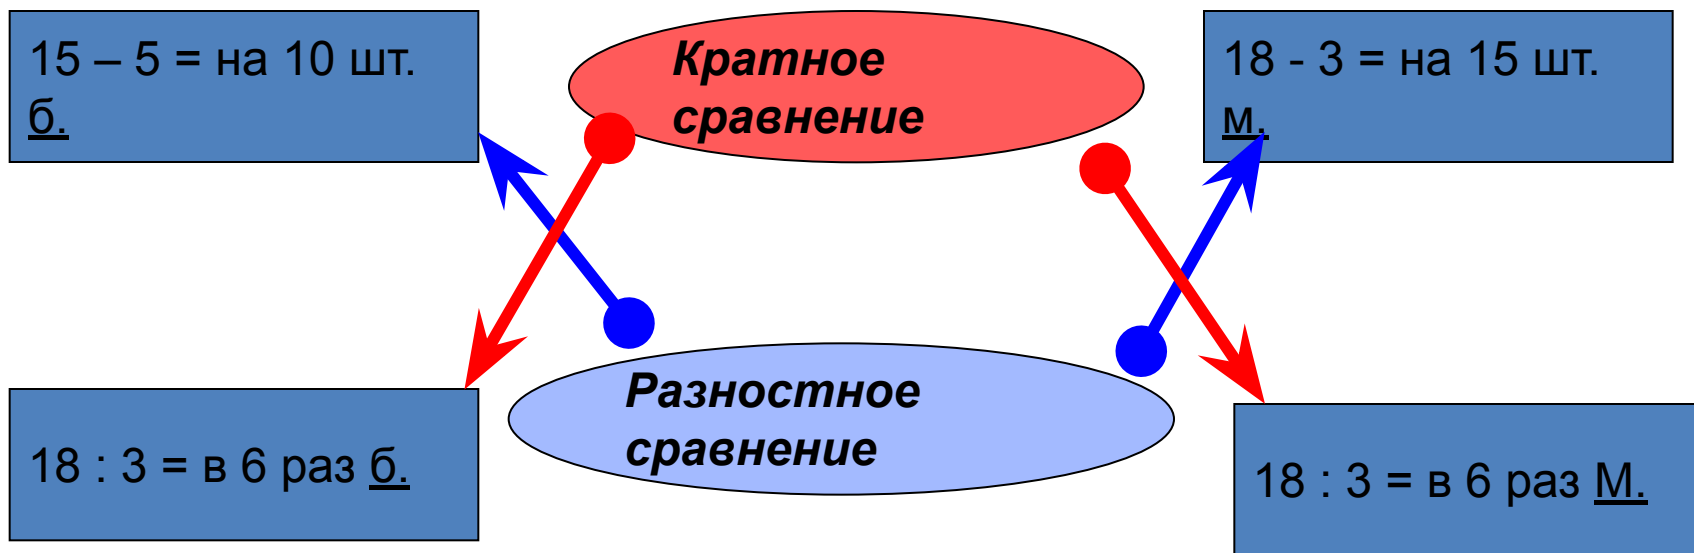 15 – 5 = на 10 шт.
б.
Кратное
сравнение
18 - 3 = на 15 шт.
м.
Разностное
сравнение
18 : 3 = в 6 раз б.
18 : 3 = в 6 раз М.